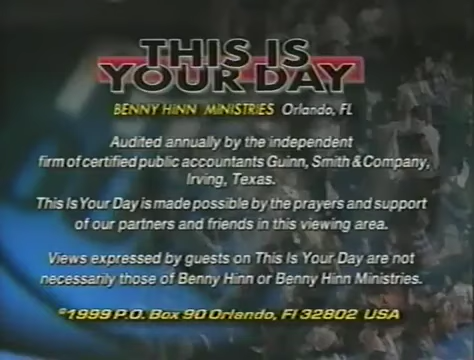 THIS IS
YOUR DAY
BENNY HINN MINISTRIES Orlando, FL
Audited annually by the independent
firm of certified public accountants Guinn, Smith & Company,
Irving, Texas.
This Is Your Day is made possible by the prayers and support
of our partners and friends in this viewing area.
Views expressed by guests on This Is Your Day are not
necessarily those of Benny Hinn or Benny Hinn Ministries.
©1999 P.O. Box 90 Orlando, Fl 32802 USA